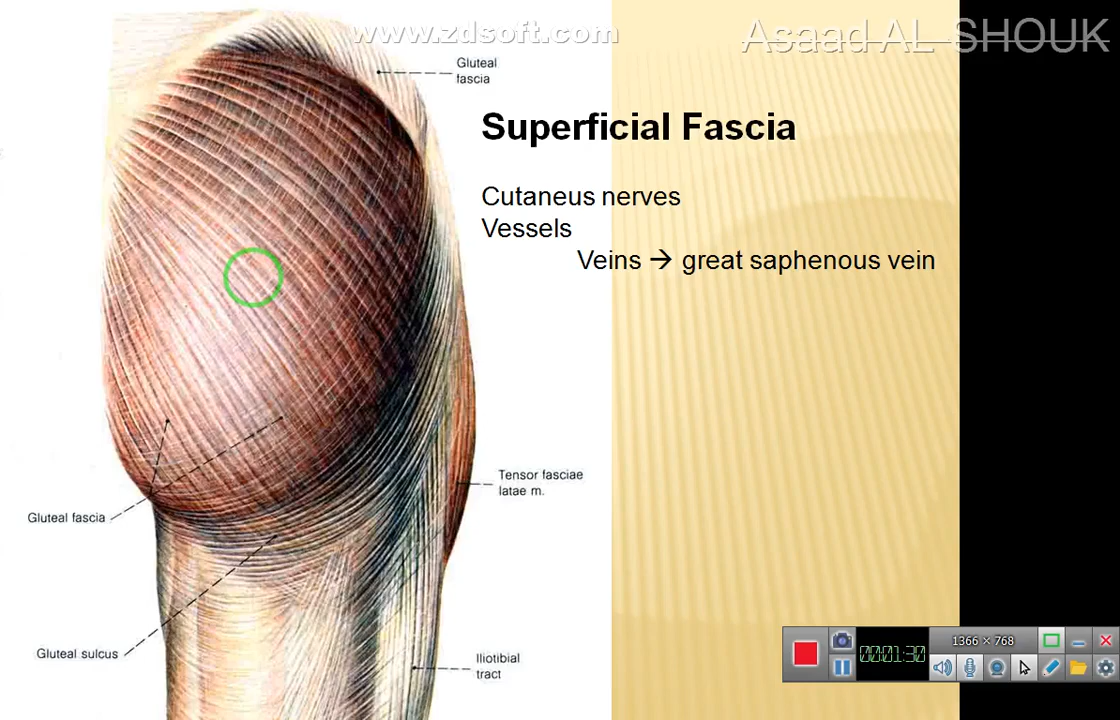 www.zdsoft.com
Asaad AL-SHOUK
Gluteal
fascia
Superficial Fascia
Cutaneus nerves
Vessels
Veins → great saphenous vein
Tensor fasciae
latae m.
Gluteal fascia
Gluteal sulcus
Iliotibial
tract
1366 × 768
00:01:30